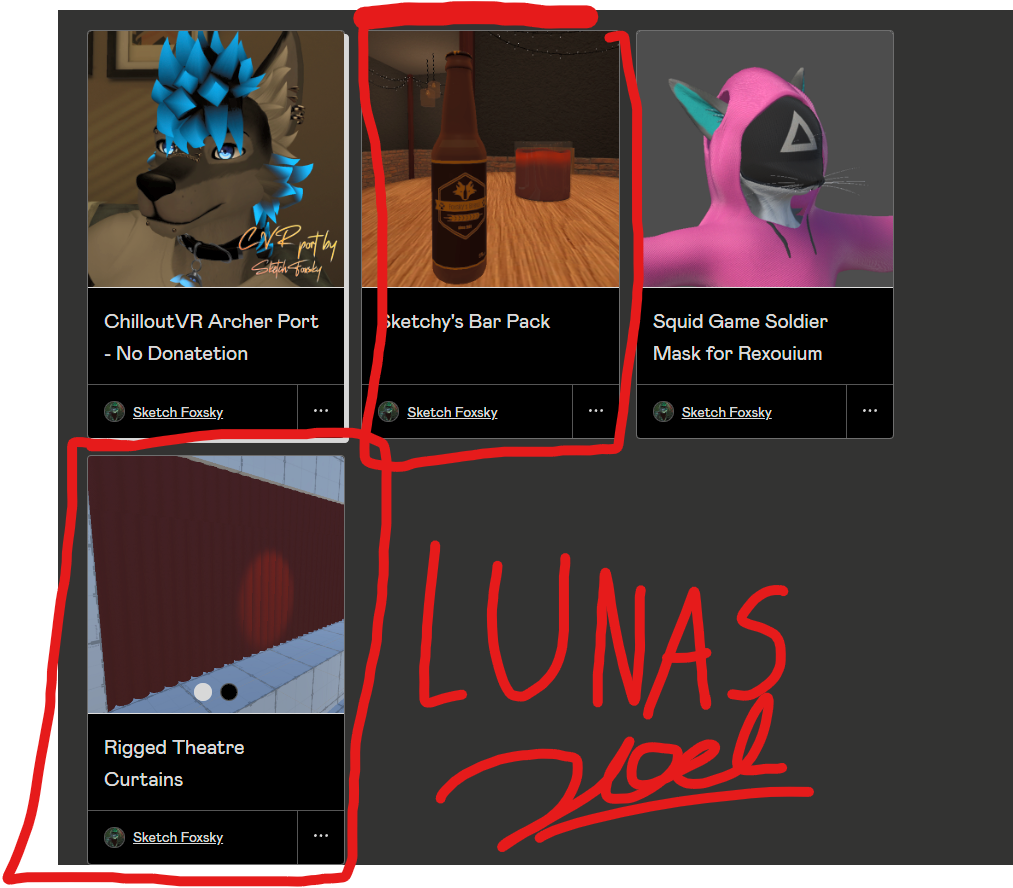 CVR port by
Sketch Foxsky
ChilloutVR Archer Port
- No Donatetion
Sketch Foxsky
Sketchy's Bar Pack
Sketch Foxsky
Squid Game Soldier
Mask for Rexouium
Sketch Foxsky
Rigged Theatre
Curtains
Sketch Foxsky
LUNAS
Joel